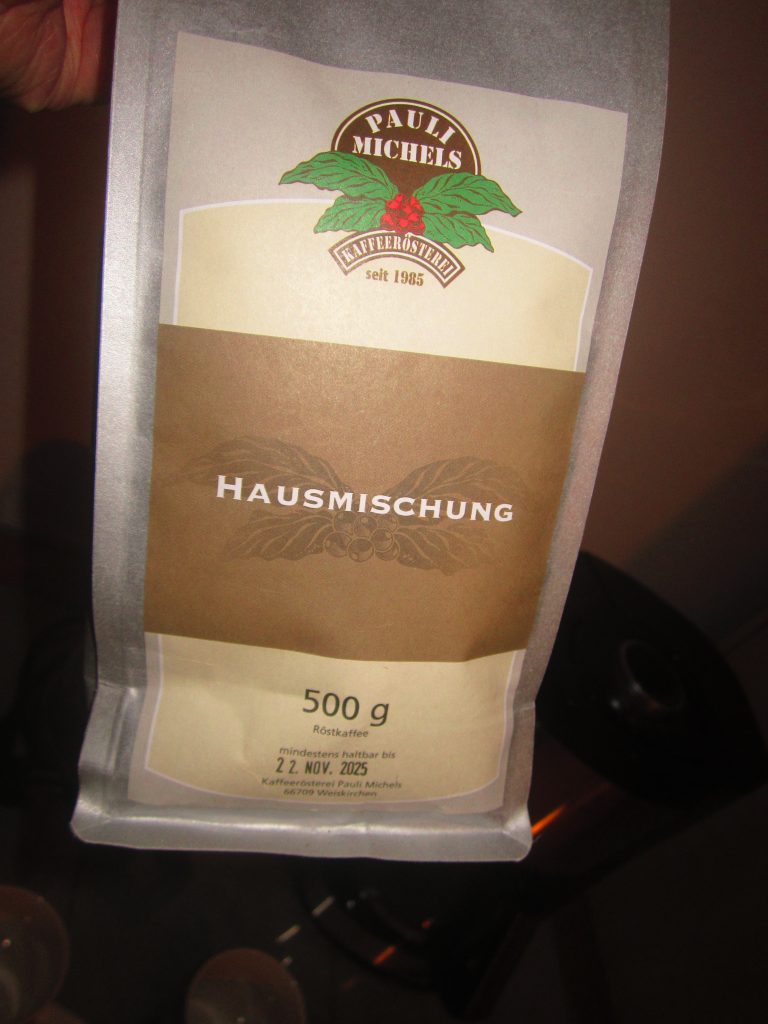 PAULI
MICHELS
KAFFEERÖSTEREI
seit 1985
HAUSMISCHUNG
500 g
Röstkaffee
mindestens haltbar bis
22. NOV. 2025
Kaffeerösterei Pauli Michels
66709 Weiskirchen